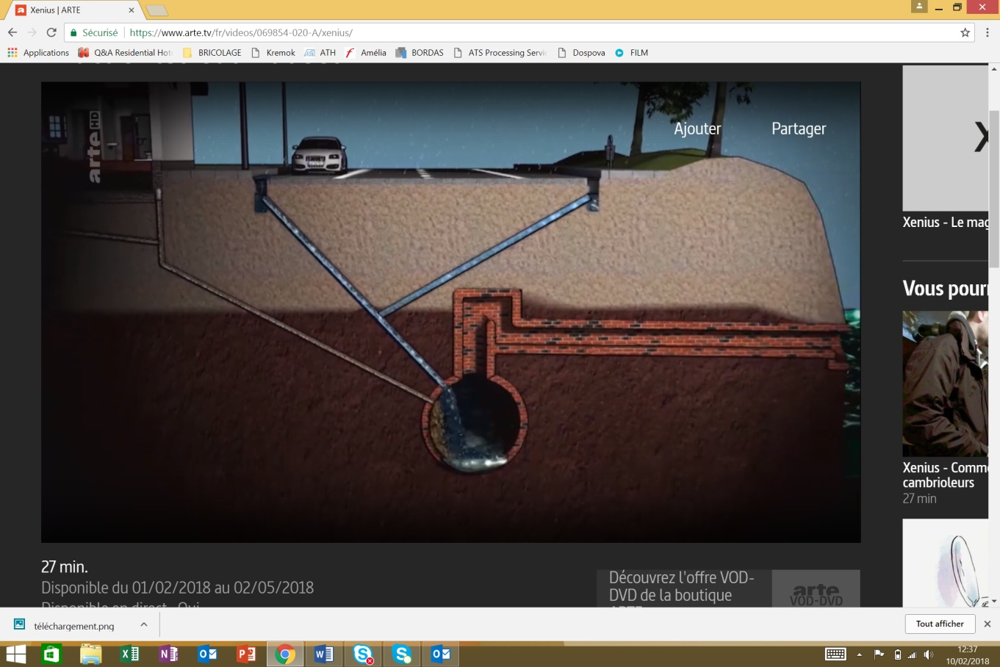 Xenius | ARTE
Sécurisé
https://www.arte.tv/fr/videos/069854-020-A/xenius/
Applications
Q&A Residential Hot
BRICOLAGE
Kremok
ATH
Amélia
BORDAS
ATS Processing Servi
Dospova
FILM
arte HD
Ajouter
Partager
Xenius - Le mag
Vous pour
Xenius - Comm
cambrioleurs
27 min
27 min.
Disponible du 01/02/2018 au 02/05/2018
Disponible en direct : Oui
Découvrez l'offre VOD-
DVD de la boutique
ARTE
arte
VOD-DVD
téléchargement.png
Tout afficher
12:37
10/02/2018